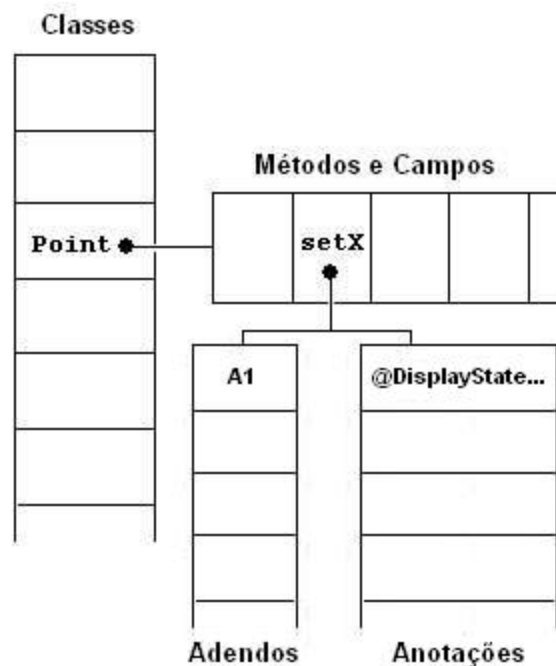 Classes
Métodos e Campos
Point
setX
A1
@DisplayState...
Adendos
Anotações